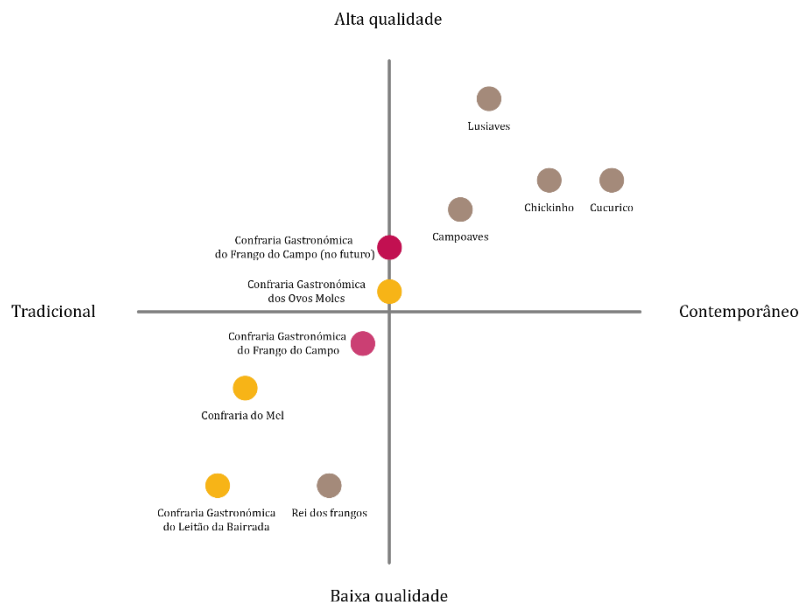 Alta qualidade
Lusiaves
Chickinho
Cucurico
Campoaves
Confraria Gastronómica
do Frango do Campo (no futuro)
Confraria Gastronómica
dos Ovos Moles
Tradicional
Contemporâneo
Confraria Gastronómica
do Frango do Campo
Confraria do Mel
Confraria Gastronómica
do Leitão da Bairrada
Rei dos frangos
Baixa qualidade